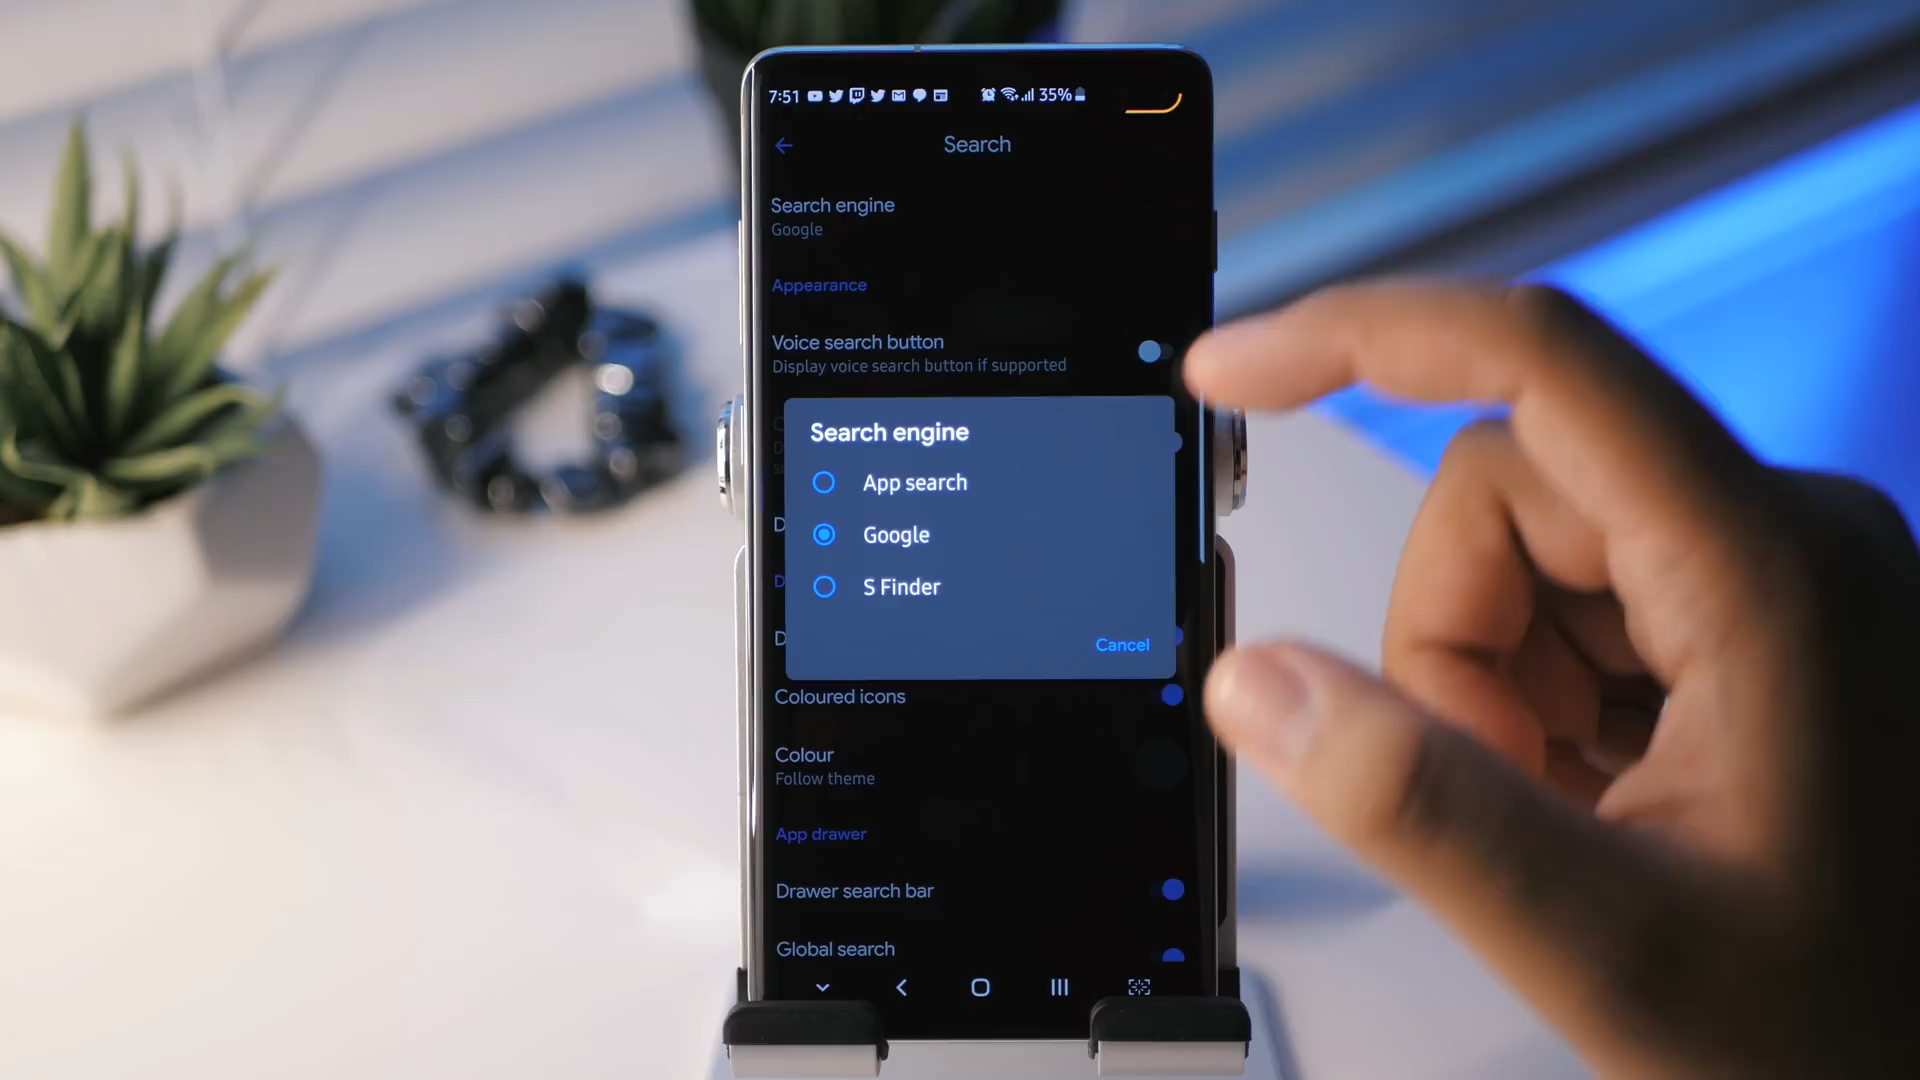 7:51 35%
Search
Search engine
Google
Appearance
Voice search button
Display voice search button if supported
Search engine
App search
Google
S Finder
Cancel
Coloured icons
Colour
Follow theme
App drawer
Drawer search bar
Global search